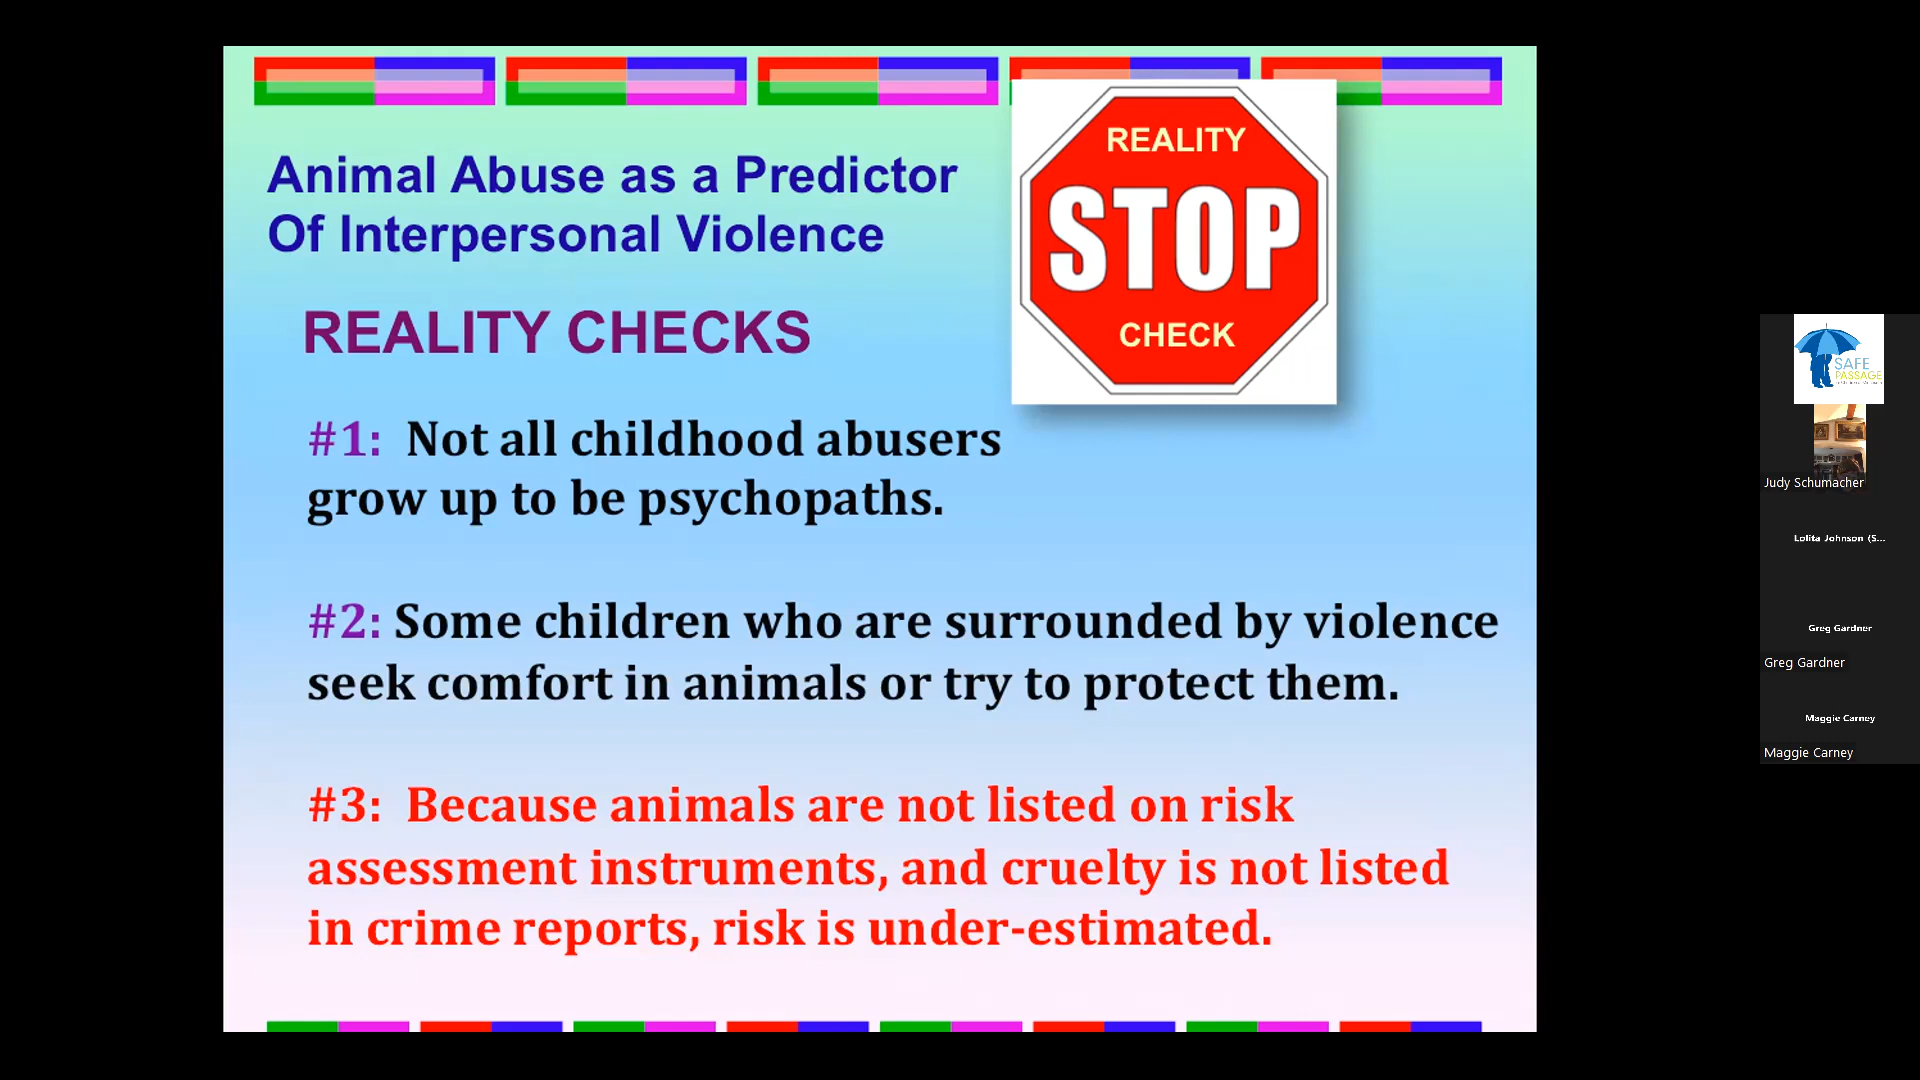 Animal Abuse as a Predictor
Of Interpersonal Violence
REALITY
STOP
CHECK
REALITY CHECKS
#1: Not all childhood abusers
grow up to be psychopaths.
#2: Some children who are surrounded by violence
seek comfort in animals or try to protect them.
#3: Because animals are not listed on risk
assessment instruments, and cruelty is not listed
in crime reports, risk is under-estimated.
SAFE
PASSAGE
Judy Schumacher
Lolita Johnson (S...
Greg Gardner
Greg Gardner
Maggie Carney
Maggie Carney